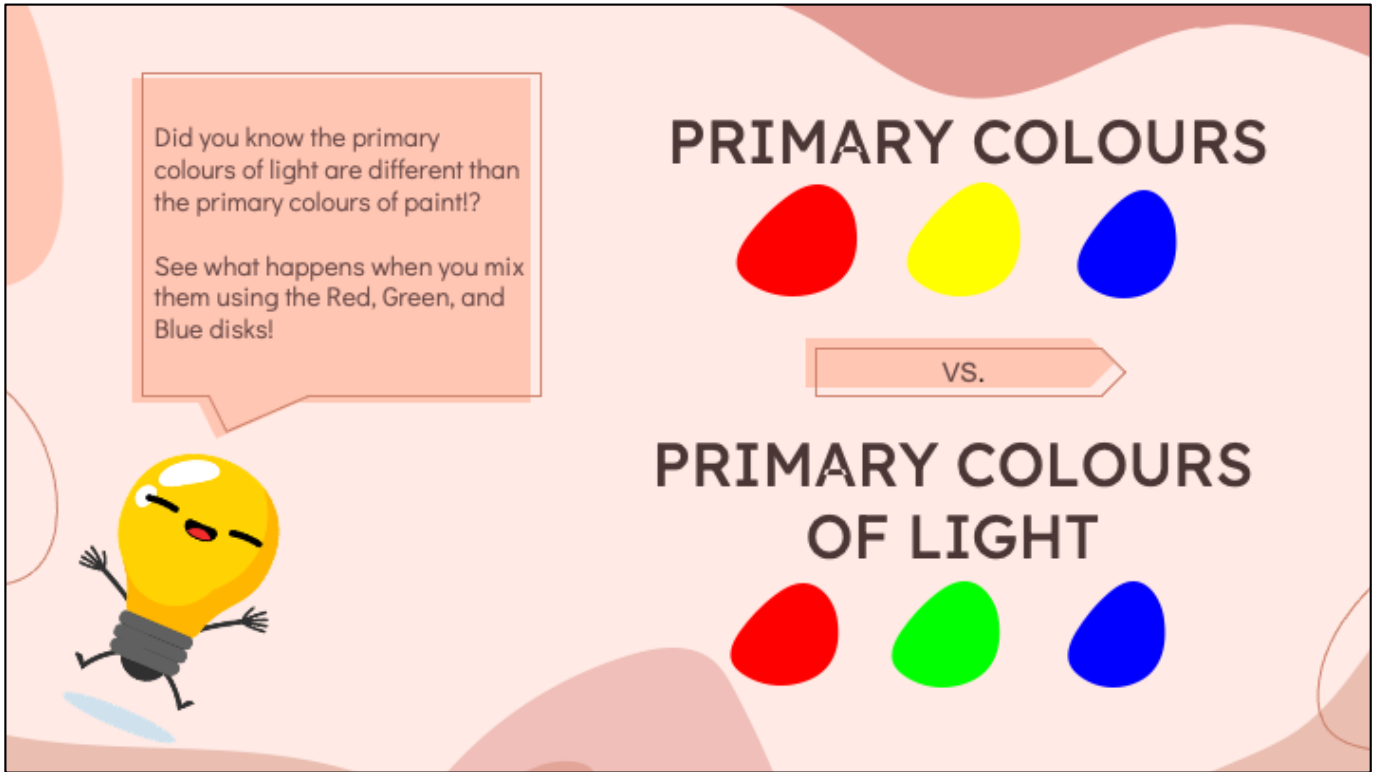 Did you know the primary
colours of light are different than
the primary colours of paint!?
See what happens when you mix
them using the Red, Green, and
Blue disks!
PRIMARY COLOURS
VS.
PRIMARY COLOURS
OF LIGHT